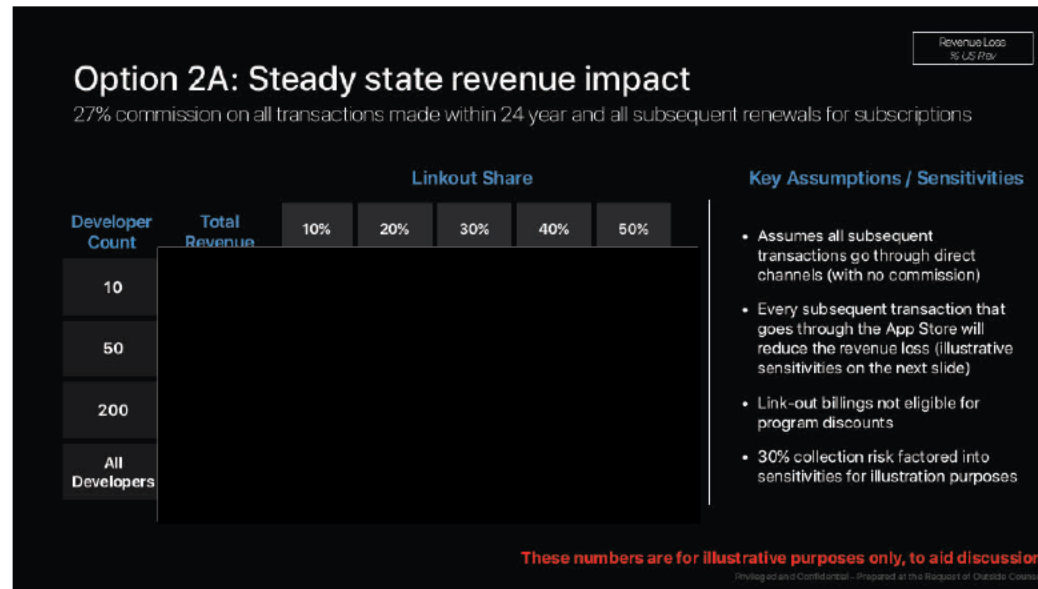 Revenue Loss
% US Rev
Option 2A: Steady state revenue impact
27% commission on all transactions made within 24 year and all subsequent renewals for subscriptions
Linkout Share
Key Assumptions / Sensitivities
Developer Count
Total Revenue
10%
20%
30%
40%
50%
10
50
200
All Developers
• Assumes all subsequent
transactions go through direct
channels (with no commission)
• Every subsequent transaction that
goes through the App Store will
reduce the revenue loss (illustrative
sensitivities on the next slide)
• Link-out billings not eligible for
program discounts
• 30% collection risk factored into
sensitivities for illustration purposes
These numbers are for illustrative purposes only, to aid discussion
Privileged and Confidential – Prepared at the Request of Outside Counse